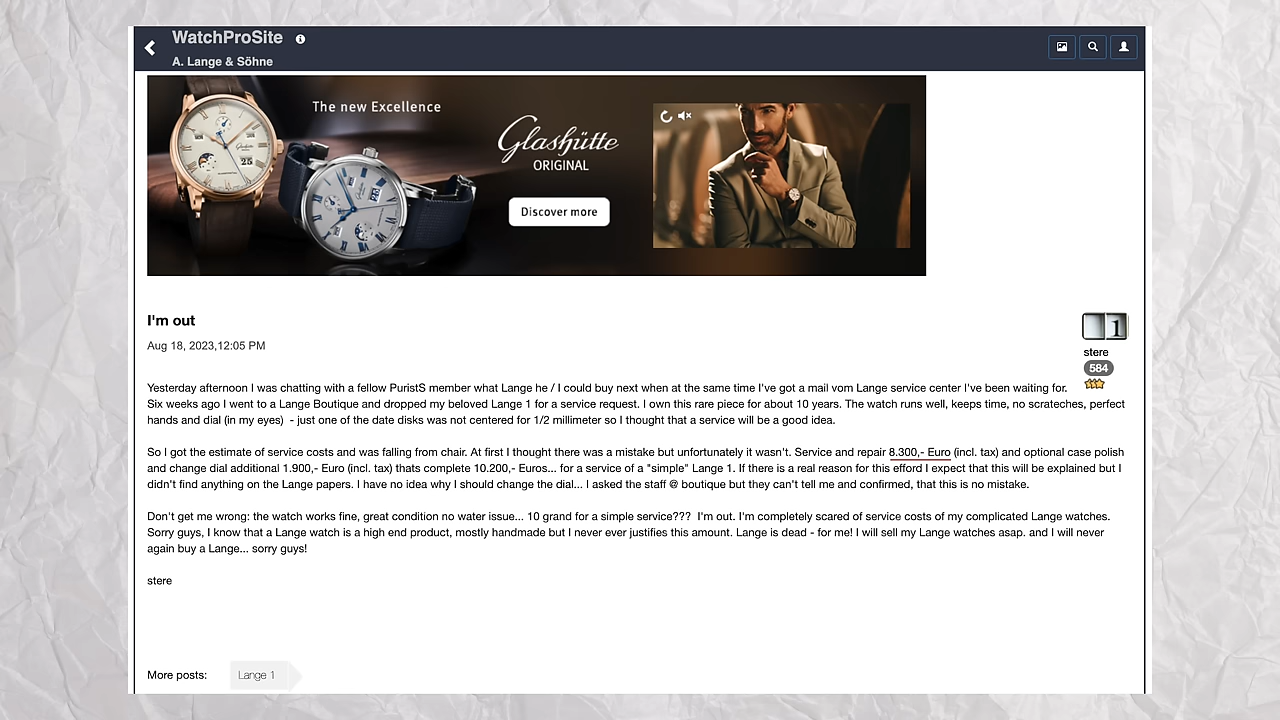 WatchProSite
A. Lange & Söhne
The new Excellence
Glashütte
ORIGINAL
Discover more
I'm out
Aug 18, 2023,12:05 PM
1
stere
584
Yesterday afternoon I was chatting with a fellow PuristS member what Lange he / I could buy next when at the same time I've got a mail vom Lange service center I've been waiting for.
Six weeks ago I went to a Lange Boutique and dropped my beloved Lange 1 for a service request. I own this rare piece for about 10 years. The watch runs well, keeps time, no scrateches, perfect
hands and dial (in my eyes)  - just one of the date disks was not centered for 1/2 millimeter so I thought that a service will be a good idea.
So I got the estimate of service costs and was falling from chair. At first I thought there was a mistake but unfortunately it wasn't. Service and repair 8.300,- Euro (incl. tax) and optional case polish
and change dial additional 1.900,- Euro (incl. tax) thats complete 10.200,- Euros... for a service of a "simple" Lange 1. If there is a real reason for this efford I expect that this will be explained but I
didn't find anything on the Lange papers. I have no idea why I should change the dial... I asked the staff @ boutique but they can't tell me and confirmed, that this is no mistake.
Don't get me wrong: the watch works fine, great condition no water issue... 10 grand for a simple service???  I'm out. I'm completely scared of service costs of my complicated Lange watches.
Sorry guys, I know that a Lange watch is a high end product, mostly handmade but I never ever justifies this amount. Lange is dead - for me! I will sell my Lange watches asap. and I will never
again buy a Lange... sorry guys!
stere
More posts:
Lange 1